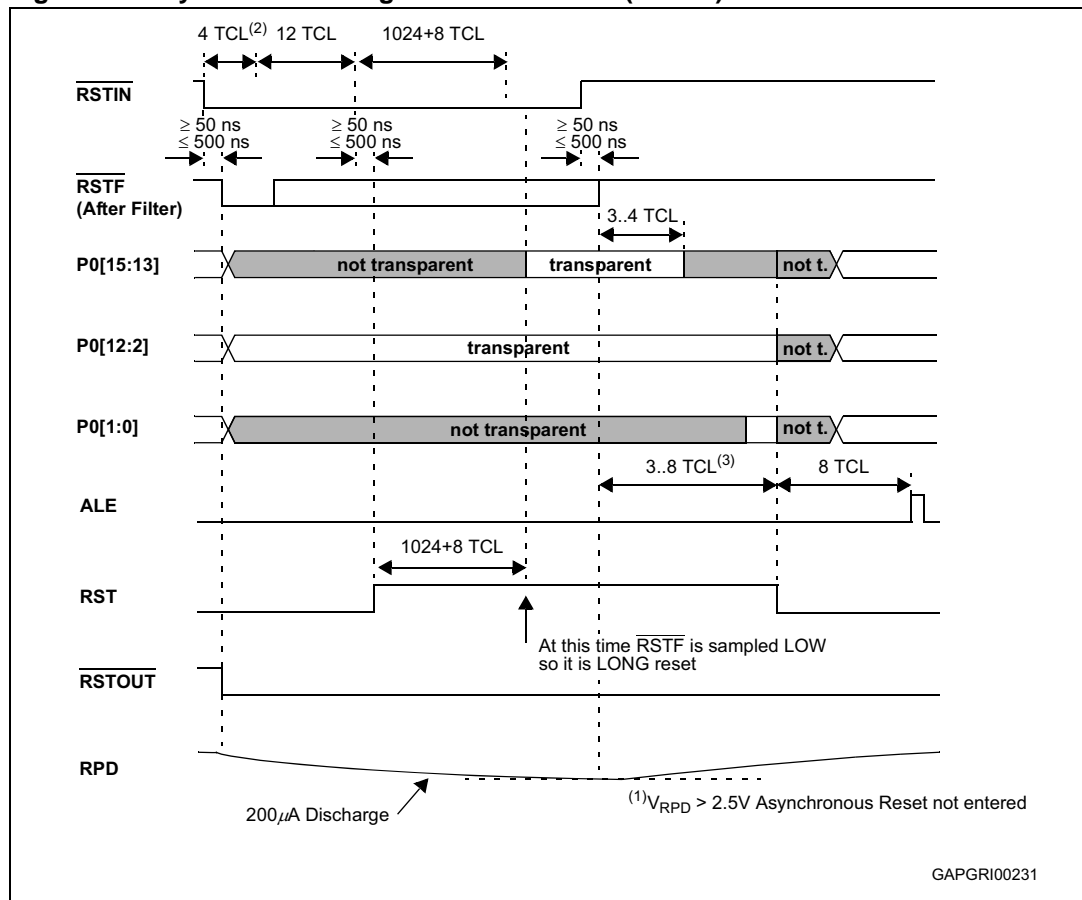 4 TCL(2) 12 TCL 1024+8 TCL
RSTIN
≥ 50 ns ≥ 50 ns ≥ 50 ns
≤ 500 ns ≤ 500 ns ≤ 500 ns
RSTF
(After Filter)
3..4 TCL
P0[15:13] not transparent transparent not t.
P0[12:2] transparent not t.
P0[1:0] not transparent not t.
3..8 TCL(3) 8 TCL
ALE
1024+8 TCL
RST
At this time RSTF is sampled LOW
so it is LONG reset
RSTOUT
RPD
200µA Discharge
(1)VRPD > 2.5V Asynchronous Reset not entered
GAPGRI00231